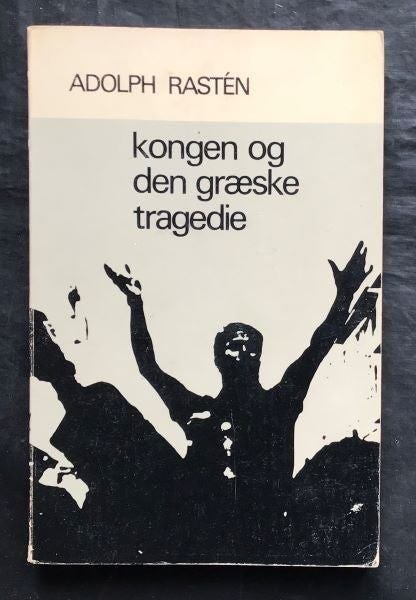 ADOLPH RASTÉN
kongen og
den græske
tragedie